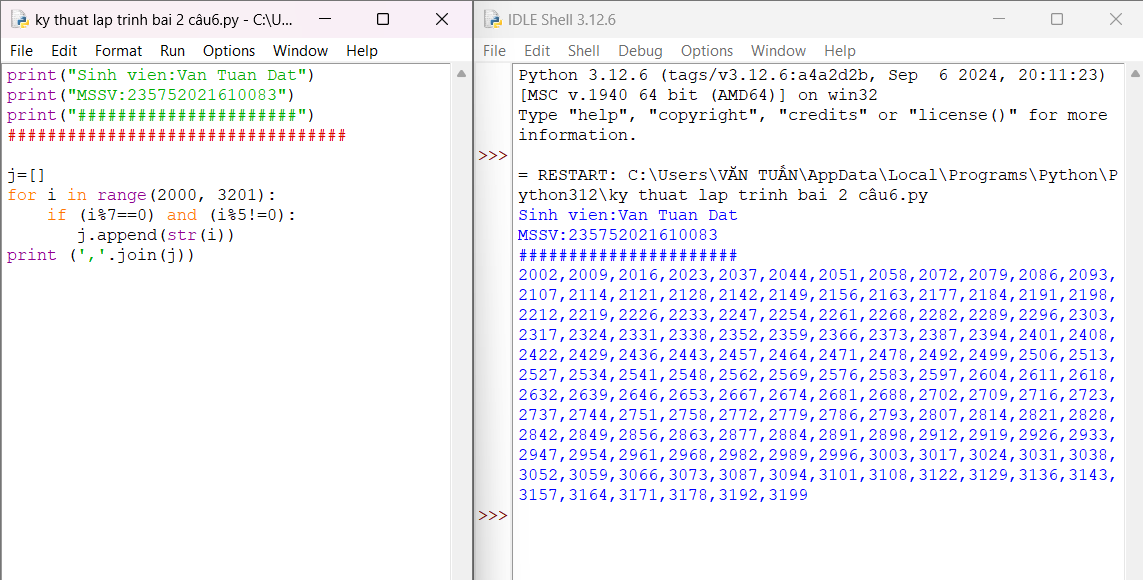 ky thuat lap trinh bai 2 câu6.py - C:\U...
File Edit Format Run Options Window Help
print("Sinh vien:Van Tuan Dat")
print("MSSV:235752021610083")
print("######################")
##################################
j=[]
for i in range(2000, 3201):
    if (i%7==0) and (i%5!=0):
       j.append(str(i))
print (','.join(j))
IDLE Shell 3.12.6
File Edit Shell Debug Options Window Help
Python 3.12.6 (tags/v3.12.6:a4a2d2b, Sep  6 2024, 20:11:23)
[MSC v.1940 64 bit (AMD64)] on win32
Type "help", "copyright", "credits" or "license()" for more
information.
>>>
= RESTART: C:\Users\VĂN TUẤN\AppData\Local\Programs\Python\P
ython312\ky thuat lap trinh bai 2 câu6.py
Sinh vien:Van Tuan Dat
MSSV:235752021610083
######################
2002,2009,2016,2023,2037,2044,2051,2058,2072,2079,2086,2093,
2107,2114,2121,2128,2142,2149,2156,2163,2177,2184,2191,2198,
2212,2219,2226,2233,2247,2254,2261,2268,2282,2289,2296,2303,
2317,2324,2331,2338,2352,2359,2366,2373,2387,2394,2401,2408,
2422,2429,2436,2443,2457,2464,2471,2478,2492,2499,2506,2513,
2527,2534,2541,2548,2562,2569,2576,2583,2597,2604,2611,2618,
2632,2639,2646,2653,2667,2674,2681,2688,2702,2709,2716,2723,
2737,2744,2751,2758,2772,2779,2786,2793,2807,2814,2821,2828,
2842,2849,2856,2863,2877,2884,2891,2898,2912,2919,2926,2933,
2947,2954,2961,2968,2982,2989,2996,3003,3017,3024,3031,3038,
3052,3059,3066,3073,3087,3094,3101,3108,3122,3129,3136,3143,
3157,3164,3171,3178,3192,3199
>>>